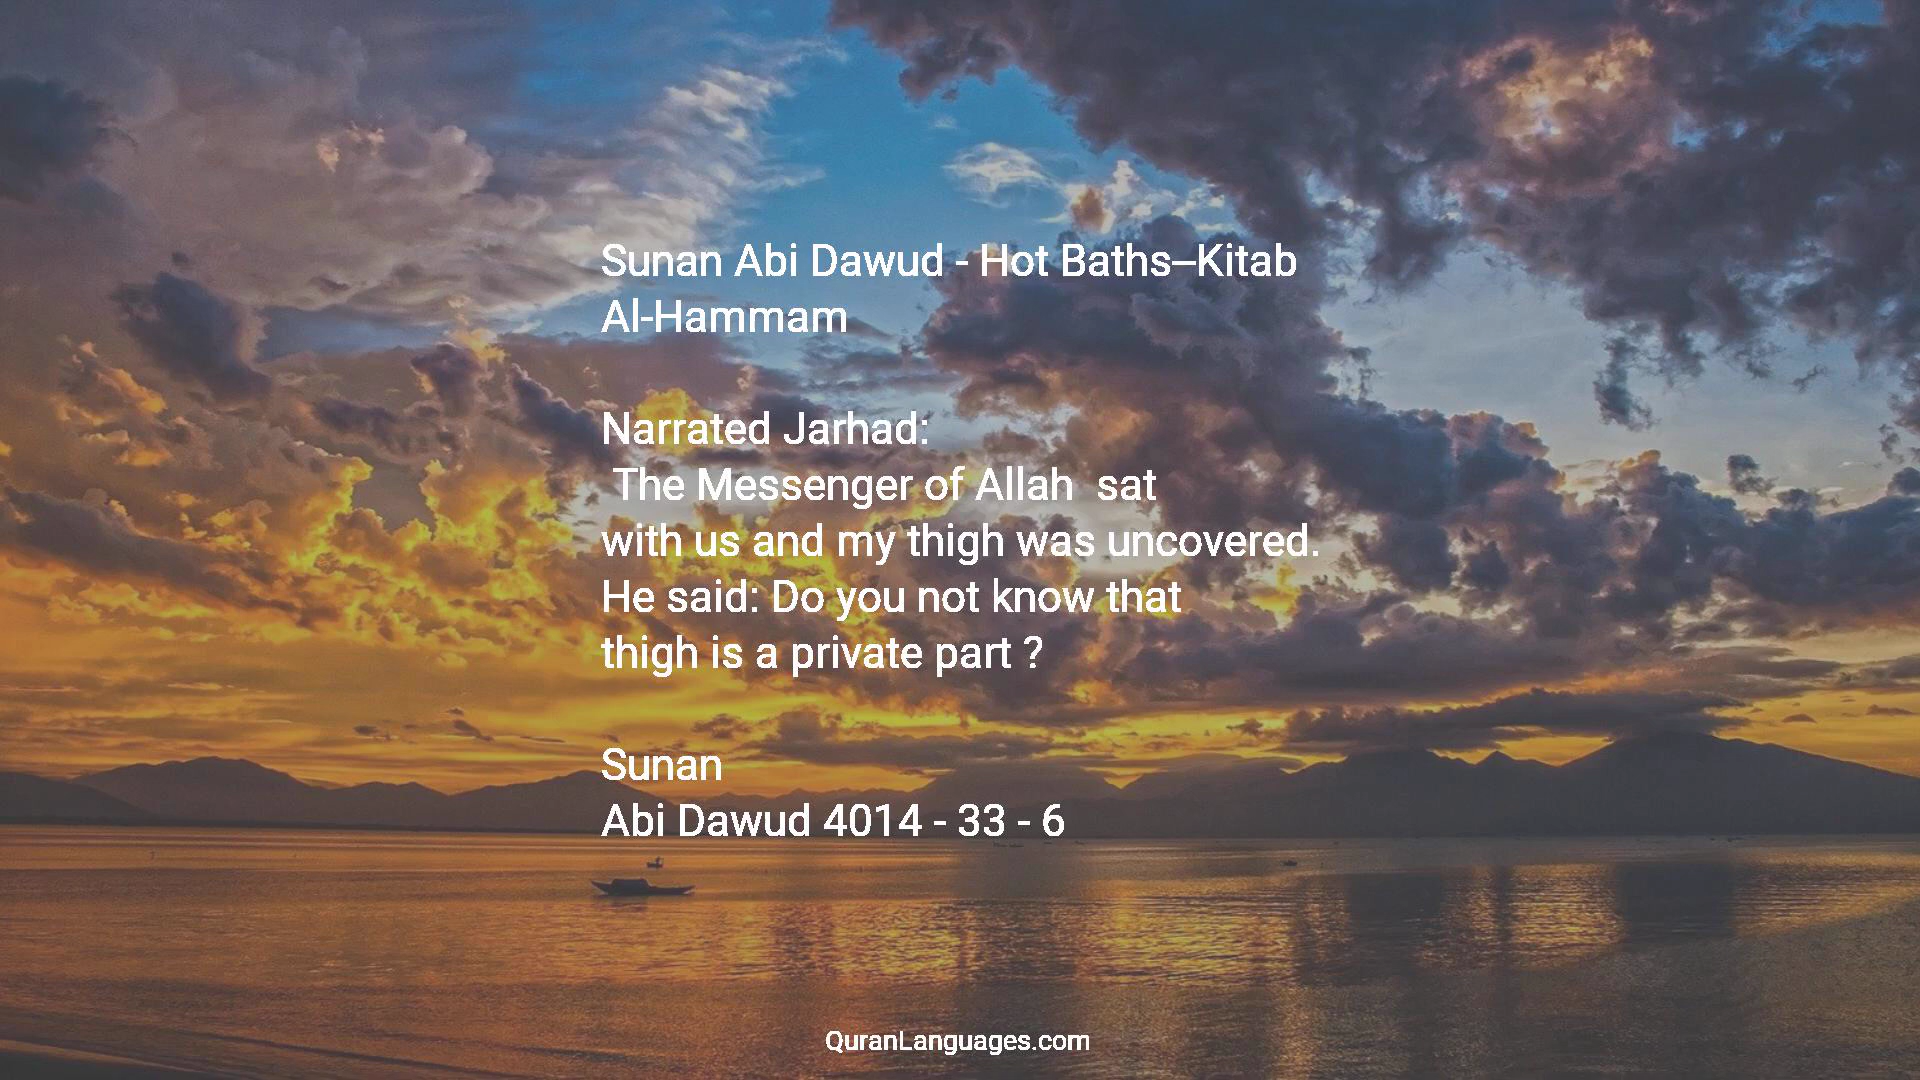 Sunan Abi Dawud - Hot Baths–Kitab
Al-Hammam
Narrated Jarhad:
The Messenger of Allah  sat
with us and my thigh was uncovered.
He said: Do you not know that
thigh is a private part ?
Sunan
Abi Dawud 4014 - 33 - 6
QuranLanguages.com